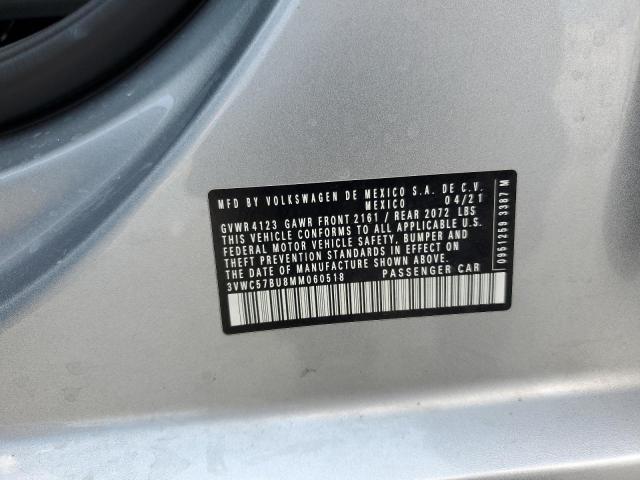 MFD BY VOLKSWAGEN DE MEXICO S.A. DE C.V.
MEXICO 04/21
GVWR 4123 GAWR FRONT 2161 / REAR 2072 LBS
THIS VEHICLE CONFORMS TO ALL APPLICABLE U.S.
FEDERAL MOTOR VEHICLE SAFETY, BUMPER AND
THEFT PREVENTION STANDARDS IN EFFECT ON
THE DATE OF MANUFACTURE SHOWN ABOVE.
3VWC57BU8MM060518 PASSENGER CAR
0951259 3387 M